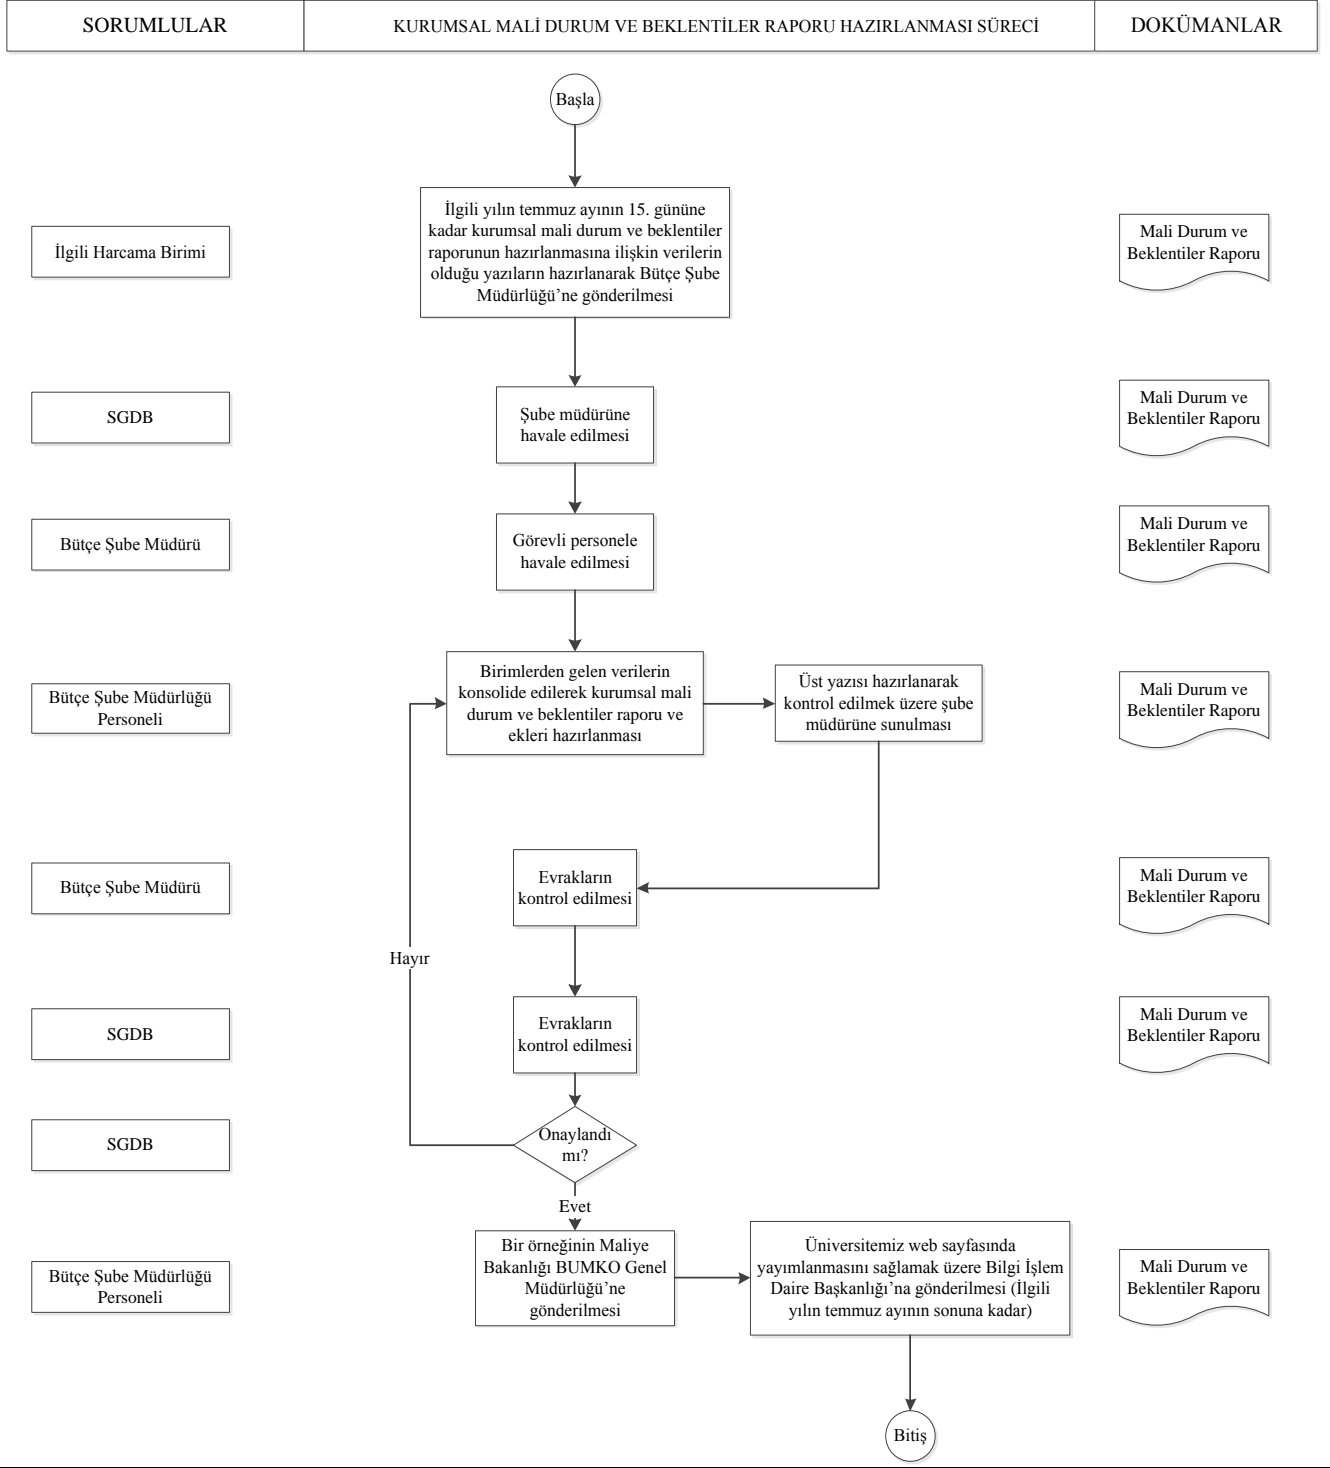 SORUMLULAR
KURUMSAL MALİ DURUM VE BEKLENTİLER RAPORU HAZIRLANMASI SÜRECİ
DOKÜMANLAR
Başla
İlgili Harcama Birimi
İlgili yılın temmuz ayının 15. gününe
kadar kurumsal mali durum ve beklentiler
raporunun hazırlanmasına ilişkin verilerin
olduğu yazıların hazırlanarak Bütçe Şube
Müdürlüğü’ne gönderilmesi
Mali Durum ve
Beklentiler Raporu
SGDB
Şube müdürüne
havale edilmesi
Mali Durum ve
Beklentiler Raporu
Bütçe Şube Müdürü
Görevli personele
havale edilmesi
Mali Durum ve
Beklentiler Raporu
Bütçe Şube Müdürlüğü
Personeli
Birimlerden gelen verilerin
konsolide edilerek kurumsal mali
durum ve beklentiler raporu ve
ekleri hazırlanması
Üst yazısı hazırlanarak
kontrol edilmek üzere şube
müdürüne sunulması
Mali Durum ve
Beklentiler Raporu
Bütçe Şube Müdürü
Evrakların
kontrol edilmesi
Mali Durum ve
Beklentiler Raporu
Hayır
SGDB
Evrakların
kontrol edilmesi
Mali Durum ve
Beklentiler Raporu
SGDB
Onaylandı
mı?
Evet
Bütçe Şube Müdürlüğü
Personeli
Bir örneğinin Maliye
Bakanlığı BUMKO Genel
Müdürlüğü’ne
gönderilmesi
Üniversitemiz web sayfasında
yayımlanmasını sağlamak üzere Bilgi İşlem
Daire Başkanlığı’na gönderilmesi (İlgili
yılın temmuz ayının sonuna kadar)
Mali Durum ve
Beklentiler Raporu
Bitiş